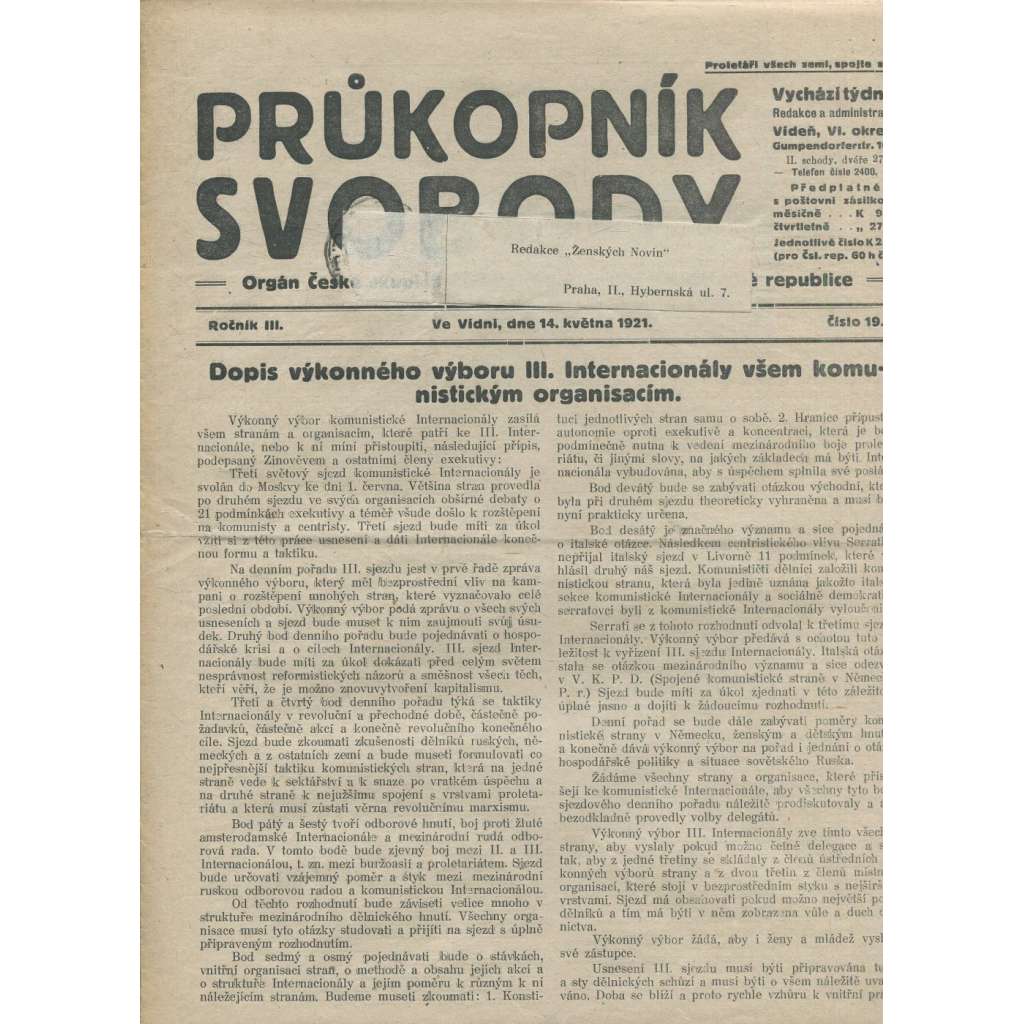 Proletáři všech zemí, spojte s
PRŮKOPNÍK
SVOBODY
Vychází týdn
Redakce a administra
Vídeň, VI. okre
Gumpendorferstr. 1
II. schody, dvéře 27
— Telefon číslo 2400.
Předplatné
s poštovní zásilko
měsíčně . . . K 9
čtvrtletně . . „ 27
Jednotlivé číslo K 2
(pro Čsl. rep. 60 h č
Redakce „Ženských Novin"
Praha, II., Hybernská ul. 7.
Orgán Česk
republice
Ročník III.
Ve Vídni, dne 14. května 1921.
Číslo 19.
Dopis výkonného výboru III. Internacionály všem komu-
nistickým organisacím.
Výkonný výbor komunistické Internacionály zasílá
všem stranám a organisacím, které patří ke III. Inter-
nacionále, nebo k ní míní přistoupiti, následující přípis,
podepsaný Zinověvem a ostatními členy exekutivy:
Třetí světový sjezd komunistické Internacionály je
svolán do Moskvy ke dni 1. června. Většina stran provedla
po druhém sjezdu ve svých organisacích obšírné debaty o
21 podmínkách exekutivy a téměř všude došlo k rozštěpení
na komunisty a centristy. Třetí sjezd bude míti za úkol
vzíti si z této práce usnesení a dáti Internacionále koneč-
nou formu a taktiku.
Na denním pořadu III. sjezdu jest v prvé řadě zpráva
výkonného výboru, který měl bezprostřední vliv na kam-
pani o rozštěpení mnohých stran, které vyznačovalo celé
poslední období. Výkonný výbor podá zprávu o všech svých
usneseních a sjezd bude muset k nim zaujmouti svůj úsu-
dek. Druhý bod denního pořadu bude pojednávati o hospo-
dářské krisi a o cílech Internacionály. III. sjezd Inter-
nacionály bude míti za úkol dokázati před celým světem
nesprávnost reformistických názorů a směšnost všech těch,
kteří věří, že je možno znovuvytvoření kapitalismu.
Třetí a čtvrtý bod denního pořadu týká se taktiky
Internacionály v revoluční a přechodné době, částečně po-
žadavků, částečně akcí a konečně revolučního konečného
cíle. Sjezd bude zkoumati zkušenosti dělníků ruských, ně-
meckých a z ostatních zemí a bude museti formulovati co
nejpřesnější taktiku komunistických stran, která na jedné
straně vede k sektářství a k snaze po vratkém úspěchu a
na druhé straně k nejužšímu spojení s vrstvami proleta-
riátu a která musí zůstati věrna revolučnímu marxismu.
Bod pátý a šestý tvoří odborové hnutí, boj proti žluté
amsterodamské Internacionále a mezinárodní rudá odbo-
rová rada. V tomto bodě bude zjevný boj mezi II. a III.
Internacionálou, t. zn. mezi buržoasií a proletariátem. Sjezd
bude určovati vzájemný poměr a styk mezi mezinárodní
ruskou odborovou radou a komunistickou Internacionálou.
Od těchto rozhodnutí bude záviseti velice mnoho v
struktuře mezinárodního dělnického hnutí. Všechny orga-
nisace musí tyto otázky studovati a přijíti na sjezd s úplně
připraveným rozhodnutím.
Bod sedmý a osmý pojednávati bude o stávkách,
vnitřní organisaci stran, o methodě a obsahu jejích akcí a
o struktuře Internacionály a jejím poměru k různým k ní
náležejícím stranám. Budeme museti zkoumati: 1. Konsti-
tuci jednotlivých stran samu o sobě. 2. Hranice přípust
autonomie oproti exekutivě a koncentraci, která je be
podmínečně nutna k vedení mezinárodního boje prole
riátu, či jinými slovy, na jakých základech má býti Inte
nacionála vybudována, aby s úspěchem splnila své poslá
Bod devátý bude se zabývati otázkou východní, kte
byla při druhém sjezdu theoreticky vyhraněna a musí b
nyní prakticky určena.
Bod desátý je značného významu a sice pojedná
o italské otázce. Následkem centristického vlivu Serrati
nepřijal italský sjezd v Livorně 11 podmínek, které
hlásil druhý náš sjezd. Komunističtí dělníci založili kom
nistickou stranu, která byla jedině uznána jakožto italsk
sekce komunistické Internacionály a sociálně demokrat
serratovci byli z komunistické Internacionály vyloučeni
Serrati se z tohoto rozhodnutí odvolal k třetímu sjez
Internacionály. Výkonný výbor předává s ochotou tuto
ležitost k vyřízení III. sjezdu Internacionály. Italská otáz
stala se otázkou mezinárodního významu a sice odezv
v V. K. P. D. (Spojené komunistické straně v Němec
P. r.) Sjezd bude míti za úkol zjednati v této záležito
úplné jasno a dojíti k žádoucímu rozhodnutí.
Denní pořad se bude dále zabývati poměry kom
nistické strany v Německu, ženským a dětským hnut
a konečně dává výkonný výbor na pořad i jednání o otá
hospodářské politiky a situace sovětského Ruska.
Žádáme všechny strany a organisace, které přís
šejí ke komunistické Internacionále, aby všechny tyto bo
sjezdového denního pořadu náležitě prodiskutovaly a
bezodkladně provedly volby delegátů.
Výkonný výbor III. Internacionály zve tímto všech
strany, aby vyslaly pokud možno četné delegace a s
tak, aby z jedné třetiny se skládaly z členů ústředních
konných výborů strany a z dvou třetin z členů místn
organisací, které stojí v bezprostředním styku s nejširš
vrstvami. Sjezd má obsahovati pokud možno největší po
dělníků a tím má býti v něm zobrazena vůle a duch d
nictva.
Výkonný výbor žádá, aby i ženy a mládež vysl
své zástupce.
Usnesení III. sjezdu musí býti připravována tu
a sty dělnických schůzí a musí býti o všem náležitě uva
váno. Doba se blíží a proto rychle vzhůru k vnitřní prá